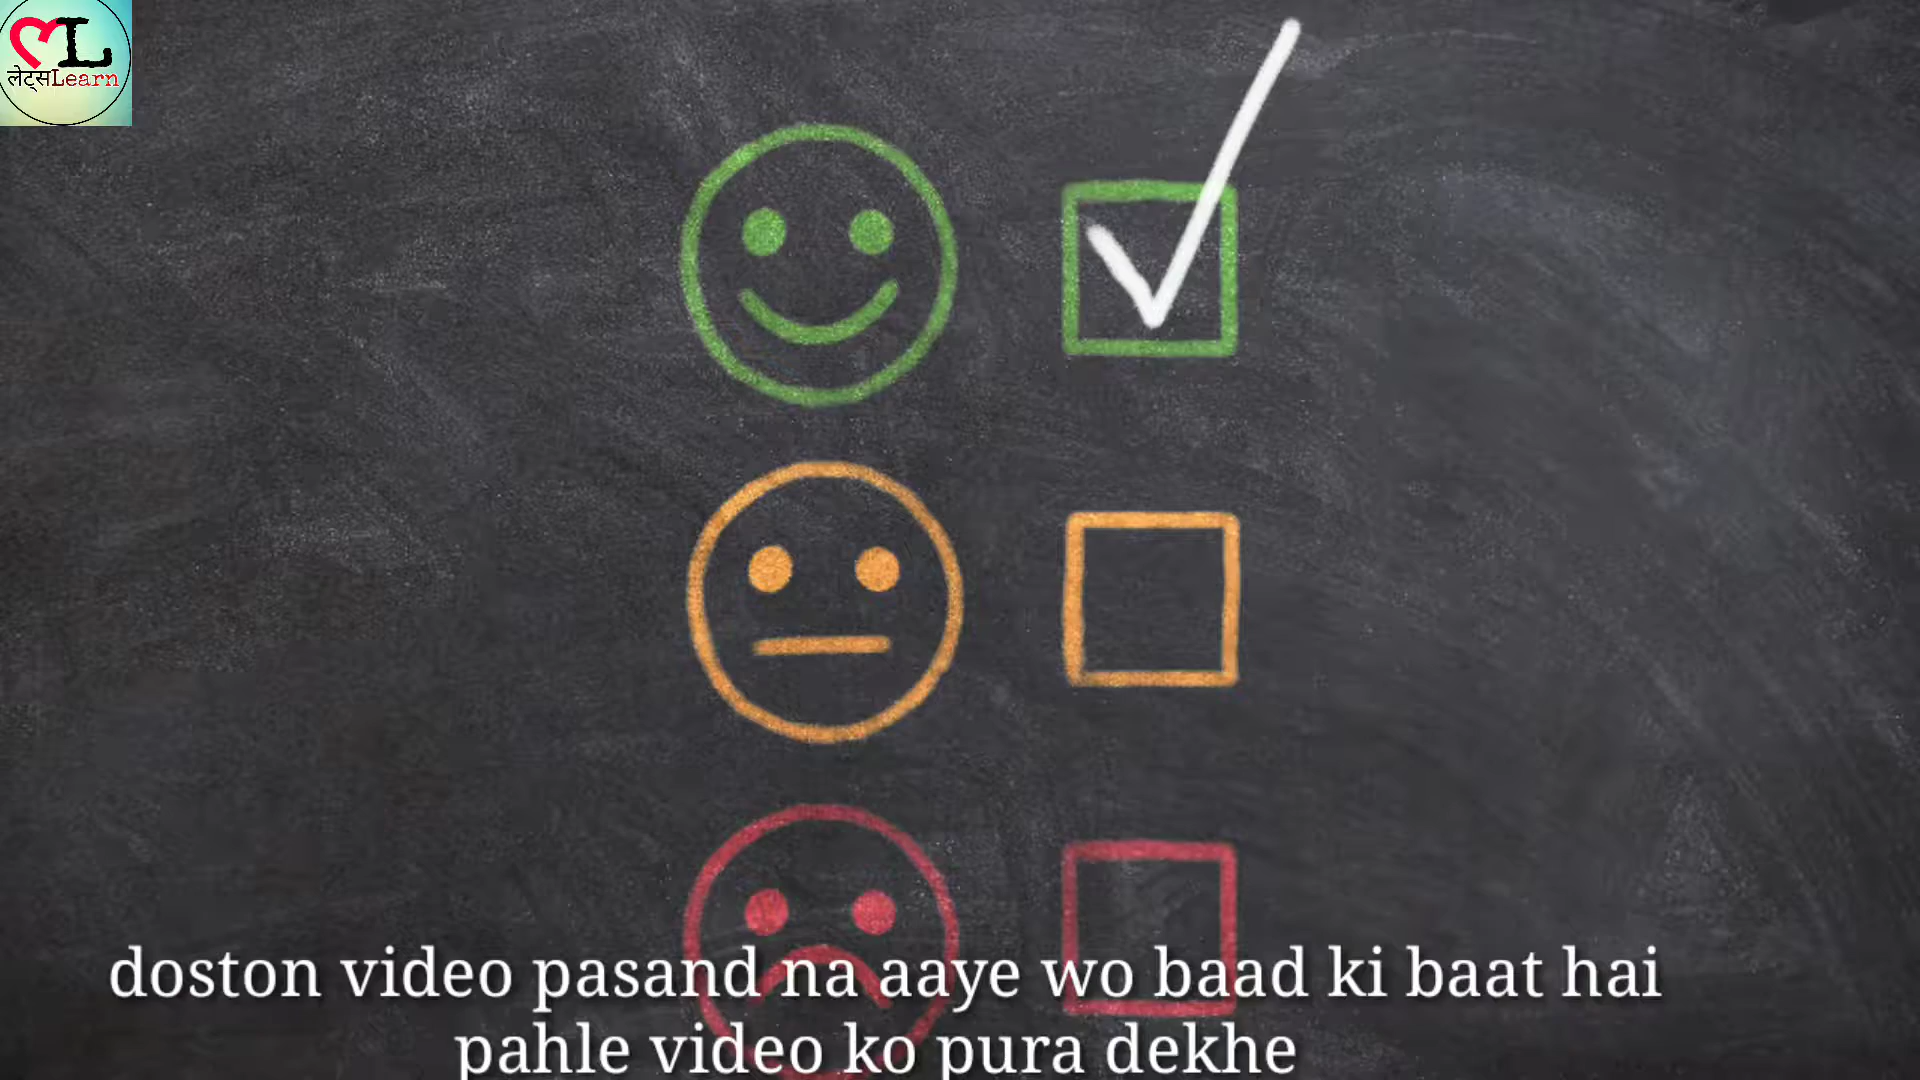 L
लेट्सLearn
doston video pasand na aaye wo baad ki baat hai
pahle video ko pura dekhe